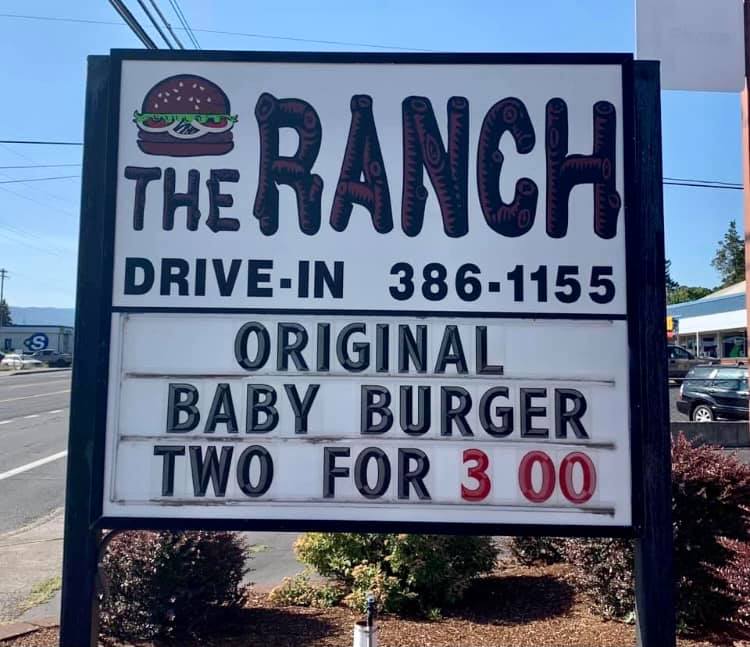 THE RANCH
DRIVE-IN 386-1155
ORIGINAL
BABY BURGER
TWO FOR 3 00
S